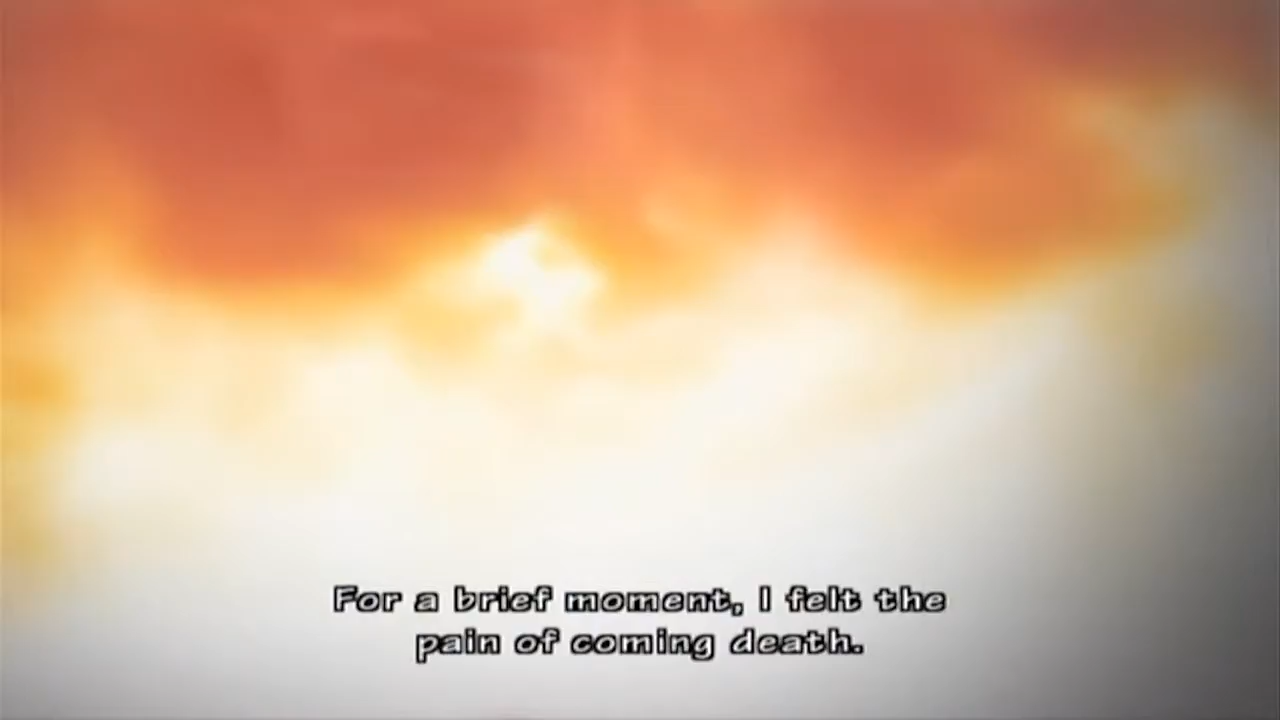 For a brief moment, I felt the
pain of coming death.